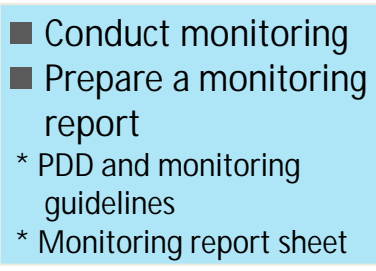 ■ Conduct monitoring
■ Prepare a monitoring
report
* PDD and monitoring
guidelines
* Monitoring report sheet